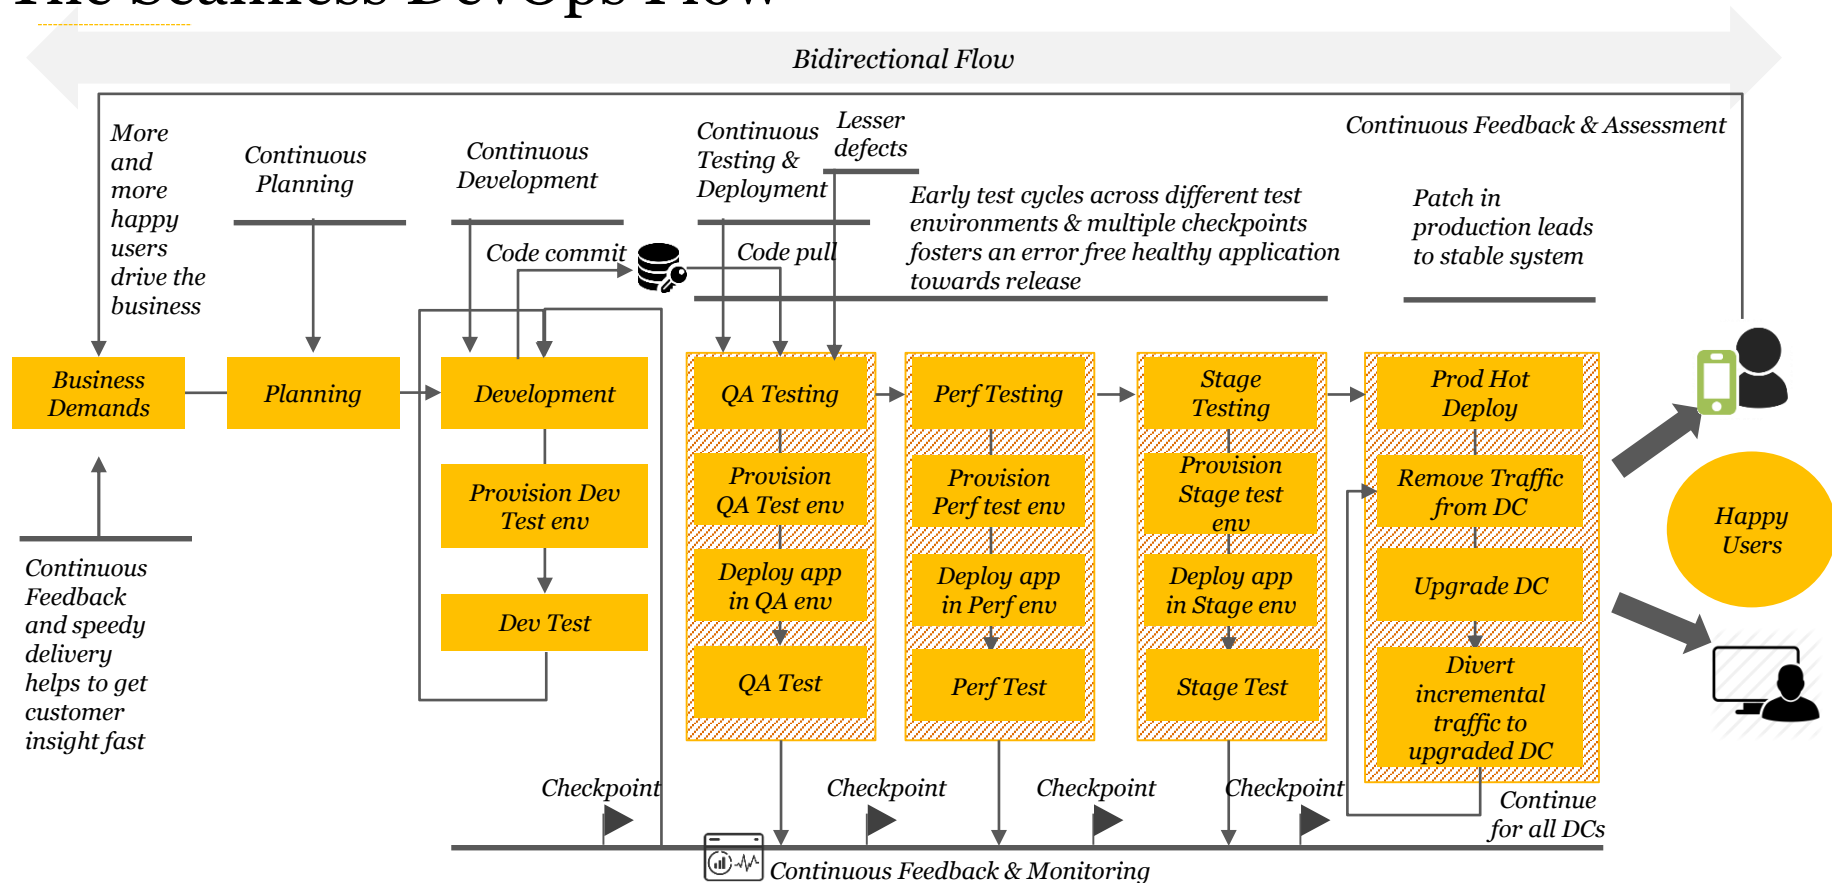 The Seamless DevOps Flow
Bidirectional Flow
More
and
more
happy
users
drive the
business
Continuous
Planning
Continuous
Development
Continuous
Testing &
Deployment
Lesser
defects
Continuous Feedback & Assessment
Early test cycles across different test
environments & multiple checkpoints
fosters an error free healthy application
towards release
Patch in
production leads
to stable system
Code commit
Code pull
Business
Demands
Planning
Development
QA Testing
Perf Testing
Stage
Testing
Prod Hot
Deploy
Provision Dev
Test env
Provision
QA Test env
Provision
Perf test env
Provision
Stage test
env
Remove Traffic
from DC
Happy
Users
Dev Test
Deploy app
in QA env
Deploy app
in Perf env
Deploy app
in Stage env
Upgrade DC
Continuous
Feedback
and speedy
delivery
helps to get
customer
insight fast
QA Test
Perf Test
Stage Test
Divert
incremental
traffic to
upgraded DC
Checkpoint
Checkpoint
Checkpoint
Checkpoint
Continue
for all DCs
Continuous Feedback & Monitoring